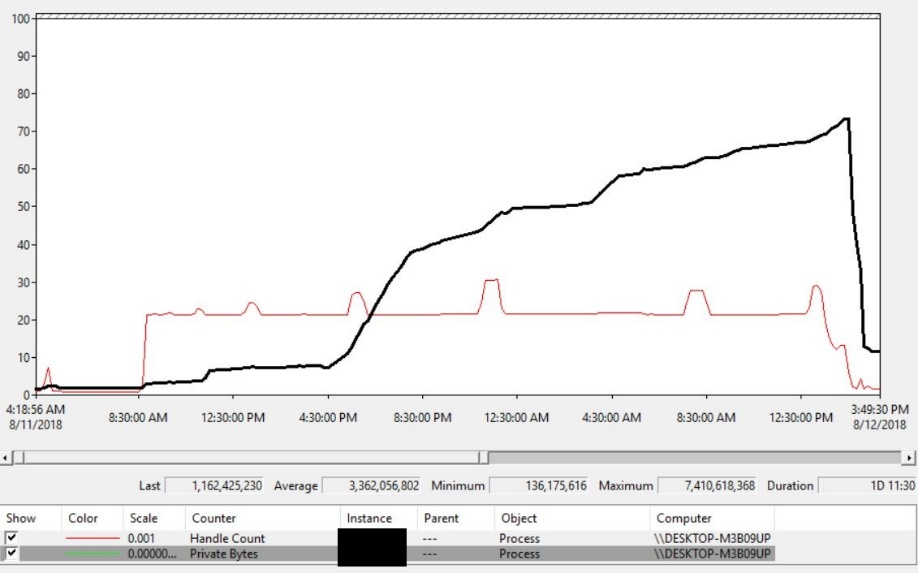 100
90
80
70
60
50
40
30
20
10
0
4:18:56 AM 8:30:00 AM 12:30:00 PM 4:30:00 PM 8:30:00 PM 12:30:00 PM 4:30:00 AM 8:30:00 AM 12:30:00 PM 3:49:30 PM
8/11/2018 8/12/2018
Last 1,162,425,230 Average 3,362,056,802 Minimum 136,175,616 Maximum 7,410,618,368 Duration 1D 11:30
Show Color Scale Counter Instance Parent Object Computer
0.001 Handle Count --- Process \\DESKTOP-M3B09UP
0.00000... Private Bytes --- Process \\DESKTOP-M3B09UP